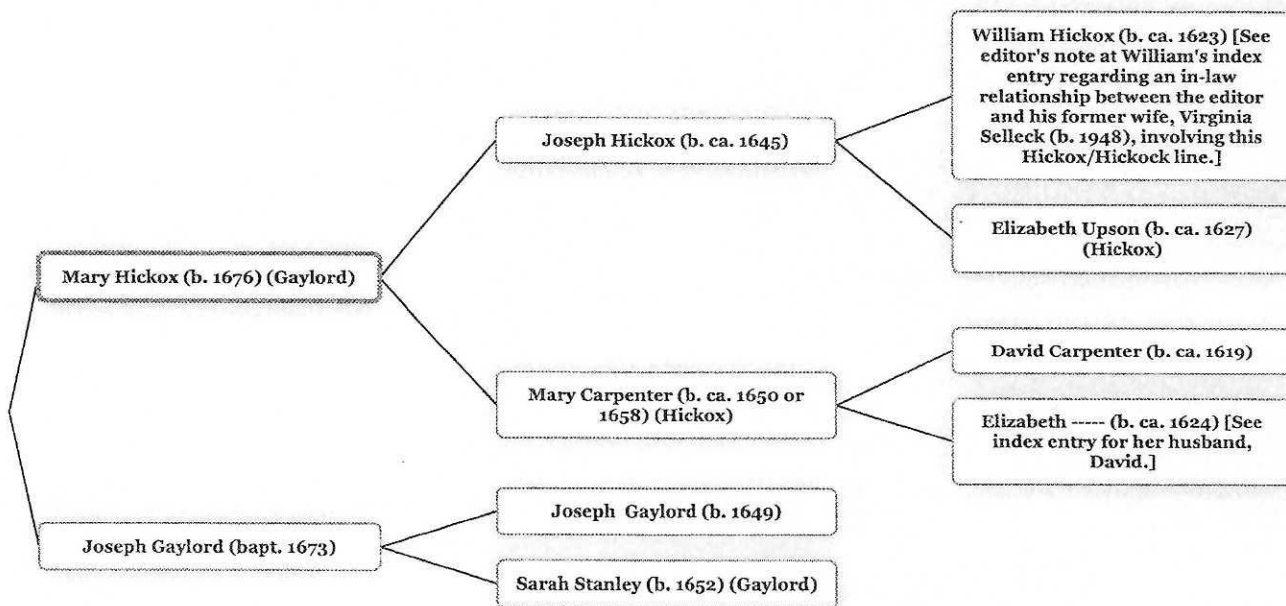 William Hickox (b. ca. 1623) [See
editor's note at William's index
entry regarding an in-law
relationship between the editor
and his former wife, Virginia
Selleck (b. 1948), involving this
Hickox/Hickock line.]
Joseph Hickox (b. ca. 1645)
Elizabeth Upson (b. ca. 1627)
(Hickox)
Mary Hickox (b. 1676) (Gaylord)
David Carpenter (b. ca. 1619)
Mary Carpenter (b. ca. 1650 or
1658) (Hickox)
Elizabeth ----- (b. ca. 1624) [See
index entry for her husband,
David.]
Joseph Gaylord (b. 1649)
Joseph Gaylord (bapt. 1673)
Sarah Stanley (b. 1652) (Gaylord)